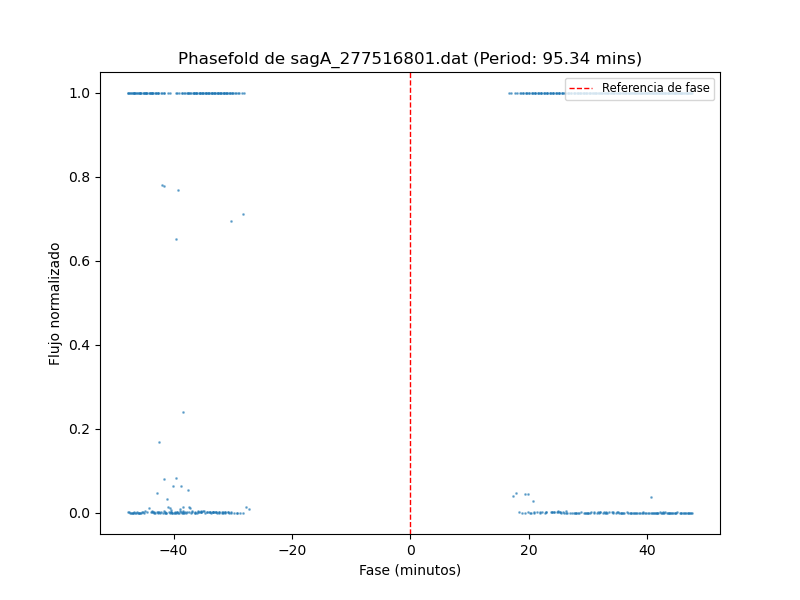 Phasefold de sagA_277516801.dat (Period: 95.34 mins)
Referencia de fase
Flujo normalizado
1.0
0.8
0.6
0.4
0.2
0.0
−40 −20 0 20 40
Fase (minutos)